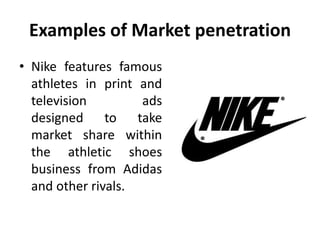 Examples of Market penetration
• Nike features famous
athletes in print and
television ads
designed to take
market share within
the athletic shoes
business from Adidas
and other rivals.
NIKE®